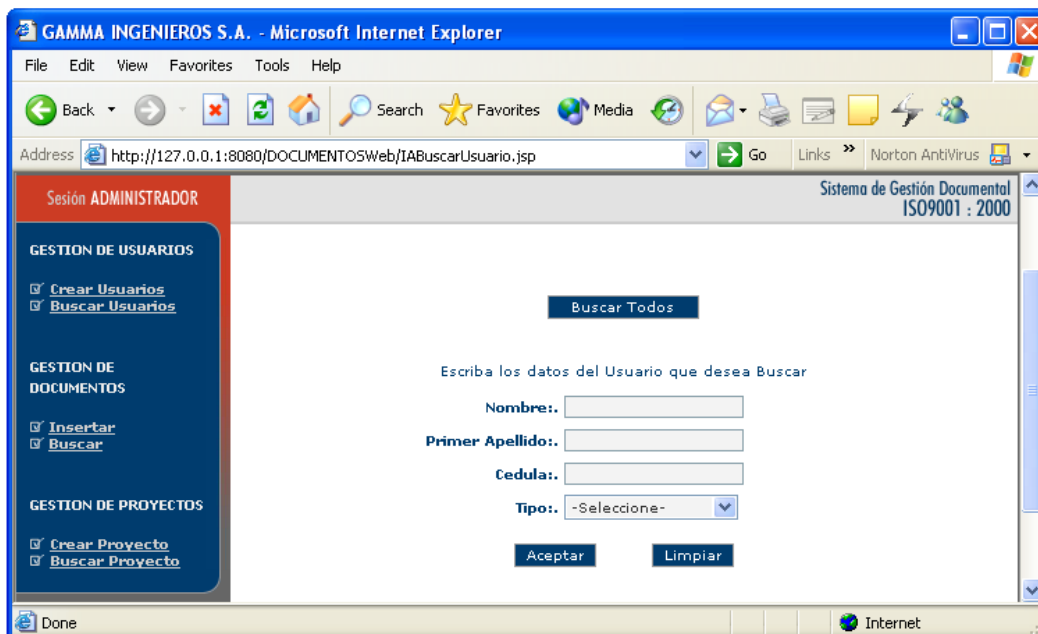 GAMMA INGENIEROS S.A. - Microsoft Internet Explorer
File Edit View Favorites Tools Help
Back Search Favorites Media
Address http://127.0.0.1:8080/DOCUMENTOSWeb/IABuscarUsuario.jsp Go Links » Norton AntiVirus
Sesión ADMINISTRADOR
Sistema de Gestión Documental
ISO9001 : 2000
GESTION DE USUARIOS
Crear Usuarios
Buscar Usuarios
GESTION DE
DOCUMENTOS
Insertar
Buscar
GESTION DE PROYECTOS
Crear Proyecto
Buscar Proyecto
Buscar Todos
Escriba los datos del Usuario que desea Buscar
Nombre:.
Primer Apellido:.
Cedula:.
Tipo:. -Seleccione-
Aceptar Limpiar
Done Internet